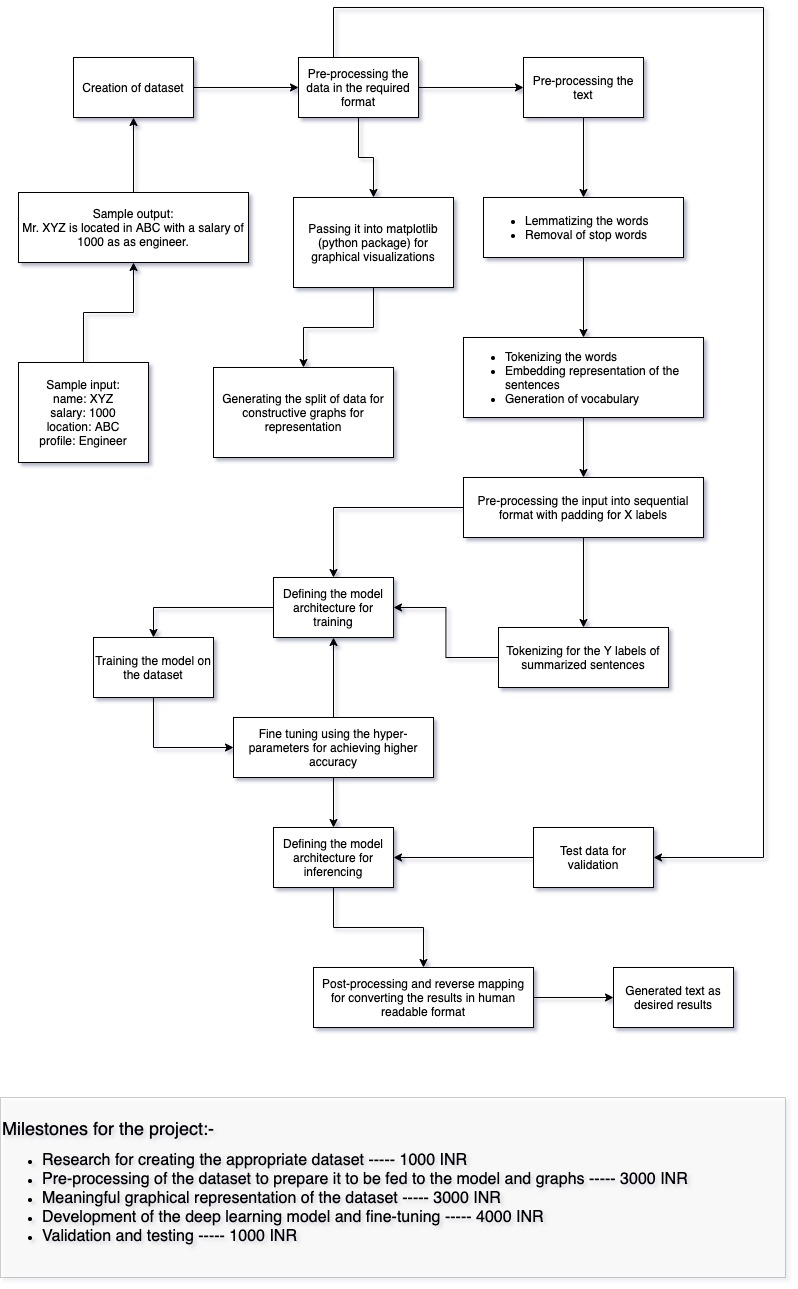 Creation of dataset
Pre-processing the
data in the required
format
Pre-processing the
text
Sample output:
Mr. XYZ is located in ABC with a salary of
1000 as as engineer.
Passing it into matplotlib
(python package) for
graphical visualizations
• Lemmatizing the words
• Removal of stop words
Sample input:
name: XYZ
salary: 1000
location: ABC
profile: Engineer
Generating the split of data for
constructive graphs for
representation
• Tokenizing the words
• Embedding representation of the
sentences
• Generation of vocabulary
Pre-processing the input into sequential
format with padding for X labels
Defining the model
architecture for
training
Training the model on
the dataset
Tokenizing for the Y labels of
summarized sentences
Fine tuning using the hyper-
parameters for achieving higher
accuracy
Defining the model
architecture for
inferencing
Test data for
validation
Post-processing and reverse mapping
for converting the results in human
readable format
Generated text as
desired results
Milestones for the project:-
• Research for creating the appropriate dataset ----- 1000 INR
• Pre-processing of the dataset to prepare it to be fed to the model and graphs ----- 3000 INR
• Meaningful graphical representation of the dataset ----- 3000 INR
• Development of the deep learning model and fine-tuning ----- 4000 INR
• Validation and testing ----- 1000 INR